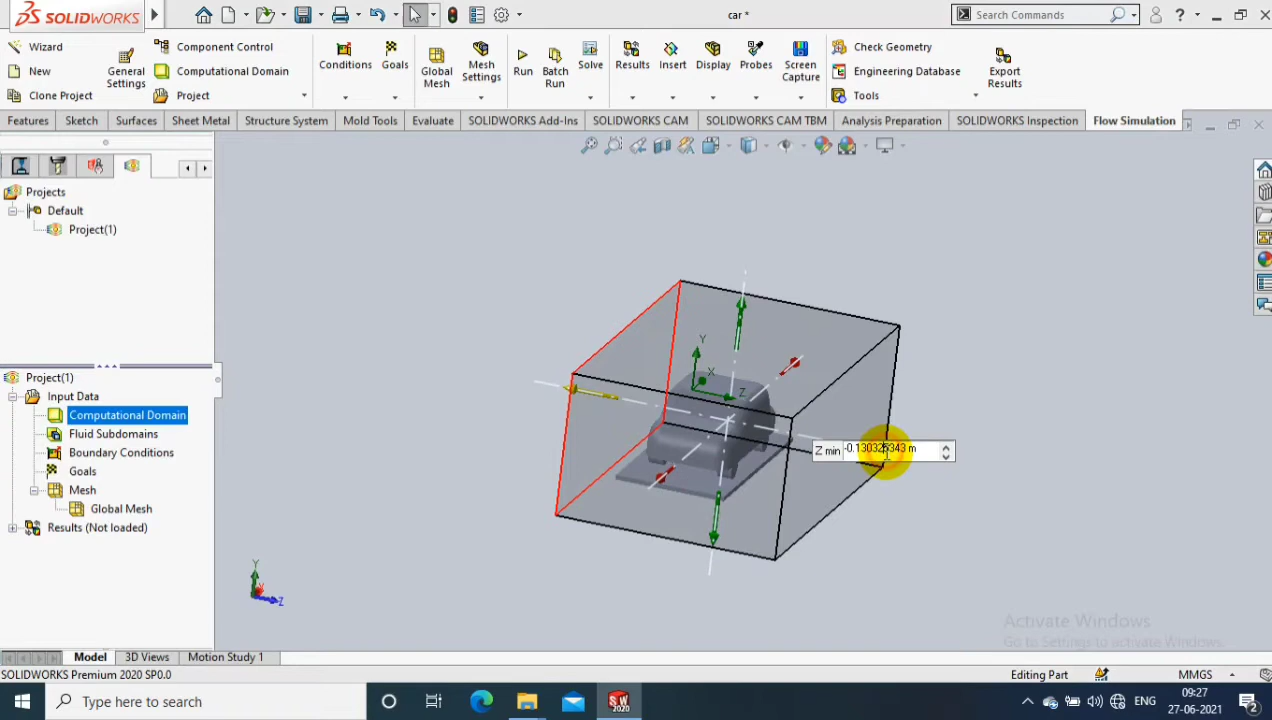 SOLIDWORKS
car *
Search Commands
?
Wizard
New
Clone Project
General Settings
Component Control
Computational Domain
Project
Conditions
Goals
Global Mesh
Mesh Settings
Run
Batch Run
Solve
Results
Insert
Display
Probes
Screen Capture
Check Geometry
Engineering Database
Tools
Export Results
Features
Sketch
Surfaces
Sheet Metal
Structure System
Mold Tools
Evaluate
SOLIDWORKS Add-Ins
SOLIDWORKS CAM
SOLIDWORKS CAM TBM
Analysis Preparation
SOLIDWORKS Inspection
Flow Simulation
Projects
Default
Project(1)
Project(1)
Input Data
Computational Domain
Fluid Subdomains
Boundary Conditions
Goals
Mesh
Global Mesh
Results (Not loaded)
Y
X
Z
Z min -0.130325343 m
Y
Z
Activate Windows
Go to Settings to activate Windows.
Model
3D Views
Motion Study 1
SOLIDWORKS Premium 2020 SP0.0
Editing Part
MMGS
Type here to search
SW 2020
ENG
09:27
27-06-2021
2